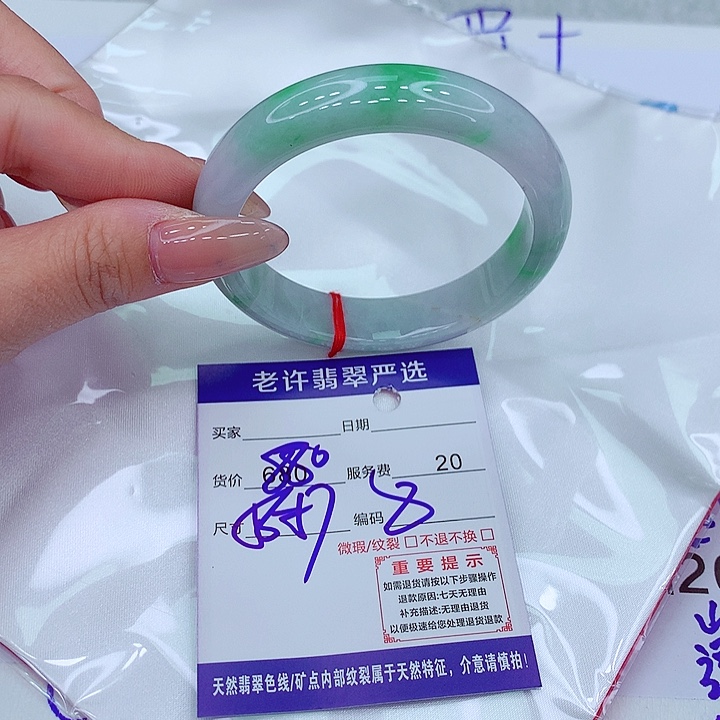 四十
老许翡翠严选
买家 日期
货价 服务费 20
尺寸 编码 8
微瑕/纹裂 □不退不换 □
重要提示
如需退货请按以下步骤操作
退款原因:七天无理由
补充描述:无理由退货
以便极速给您处理退货退款
天然翡翠色线/矿点内部纹裂属于天然特征，介意请慎拍!